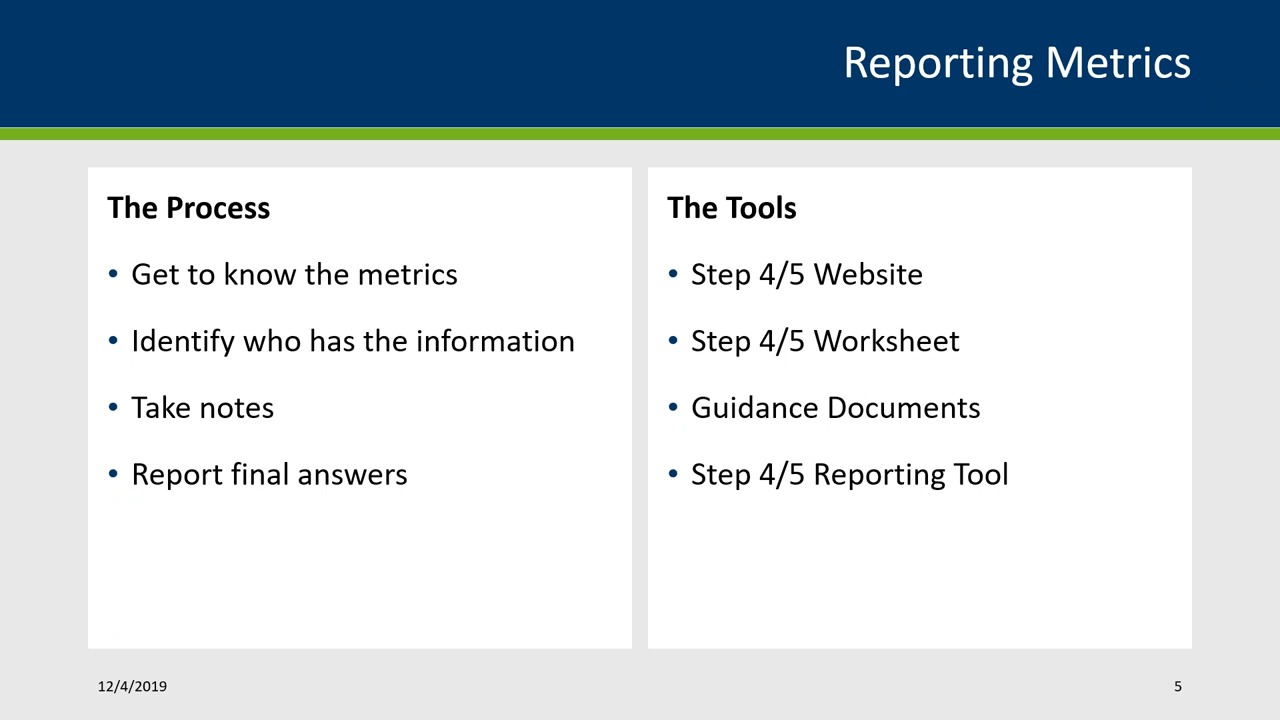 Reporting Metrics
The Process
• Get to know the metrics
• Identify who has the information
• Take notes
• Report final answers
The Tools
• Step 4/5 Website
• Step 4/5 Worksheet
• Guidance Documents
• Step 4/5 Reporting Tool
12/4/2019
5